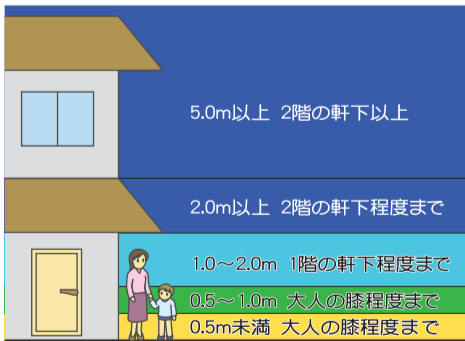 5.0m以上 2階の軒下以上
2.0m以上 2階の軒下程度まで
1.0～2.0m 1階の軒下程度まで
0.5～1.0m 大人の膝程度まで
0.5m未満 大人の膝程度まで